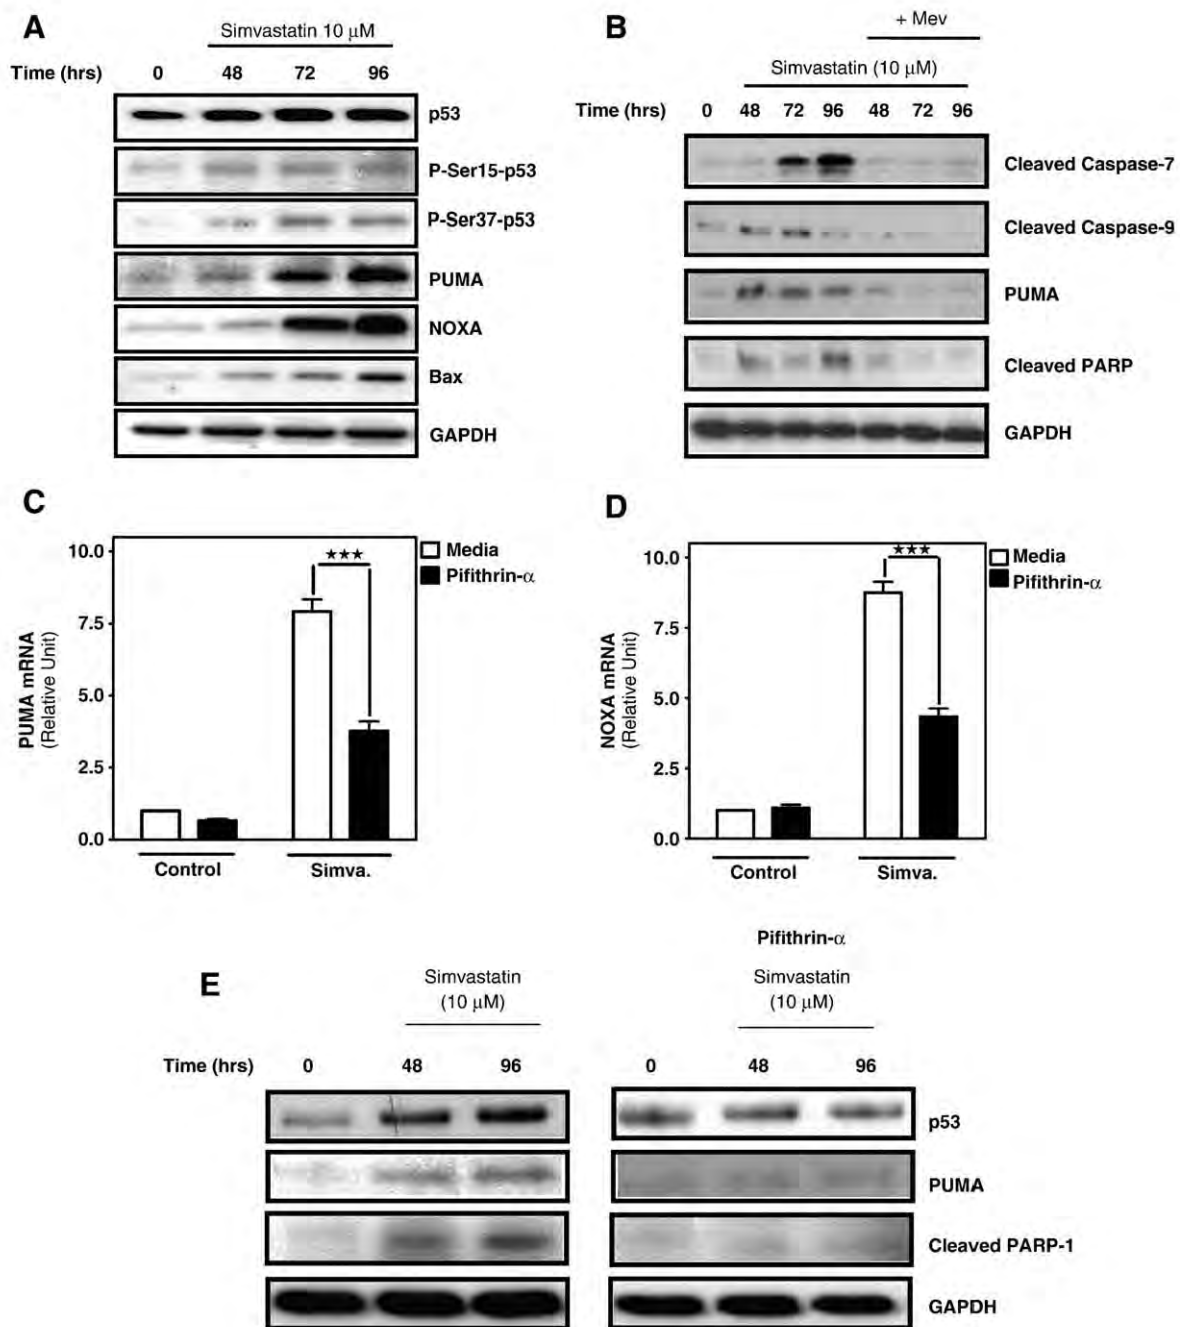 A
Simvastatin 10 μM
Time (hrs) 0 48 72 96
p53
P-Ser15-p53
P-Ser37-p53
PUMA
NOXA
Bax
GAPDH
B
+ Mev
Simvastatin (10 μM)
Time (hrs) 0 48 72 96 48 72 96
Cleaved Caspase-7
Cleaved Caspase-9
PUMA
Cleaved PARP
GAPDH
C
PUMA mRNA
(Relative Unit)
10.0
7.5
5.0
2.5
0.0
★★★
Media
Pifithrin-α
Control Simva.
D
NOXA mRNA
(Relative Unit)
10.0
7.5
5.0
2.5
0.0
★★★
Media
Pifithrin-α
Control Simva.
E
Simvastatin
(10 μM)
Time (hrs) 0 48 96
Pifithrin-α
Simvastatin
(10 μM)
0 48 96
p53
PUMA
Cleaved PARP-1
GAPDH